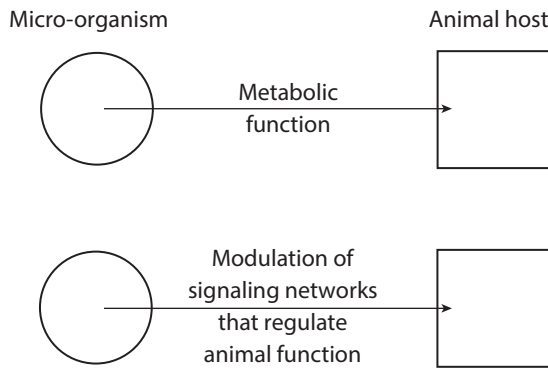 Micro-organism
Animal host
Metabolic
function
Modulation of
signaling networks
that regulate
animal function